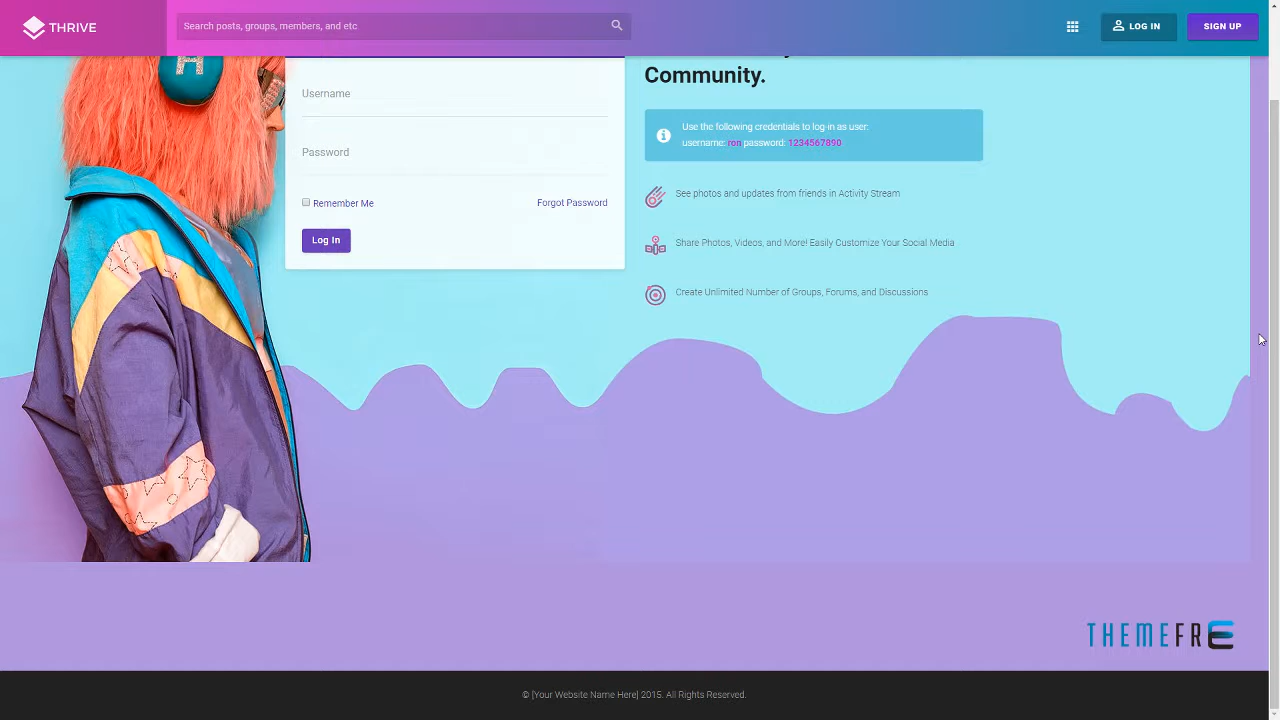 THRIVE
Search posts, groups, members, and etc
LOG IN
SIGN UP
Community.
Username
Password
Remember Me
Forgot Password
Log In
Use the following credentials to log-in as user:
username: ron password: 1234567890
See photos and updates from friends in Activity Stream
Share Photos, Videos, and More! Easily Customize Your Social Media
Create Unlimited Number of Groups, Forums, and Discussions
THEMEFRE
© [Your Website Name Here] 2015. All Rights Reserved.